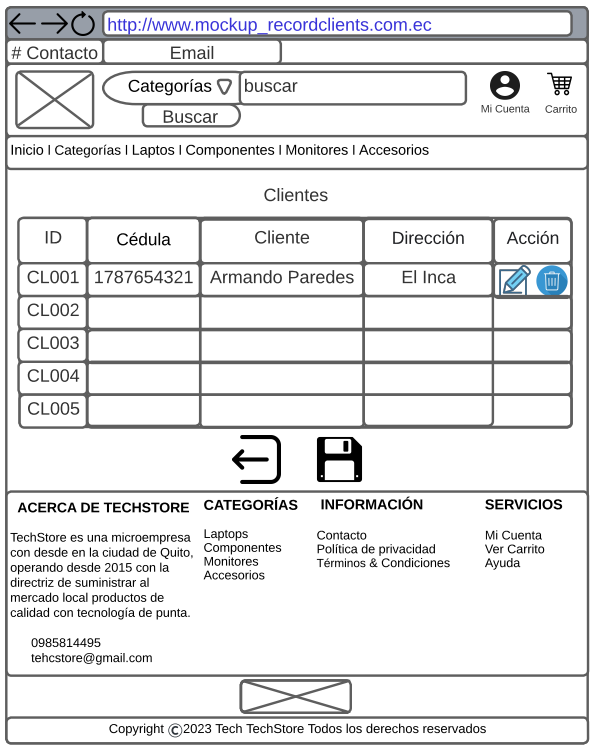 http://www.mockup_recordclients.com.ec
# Contacto Email
Categorías buscar
Mi Cuenta Carrito
Buscar
Inicio I Categorías I Laptos I Componentes I Monitores I Accesorios
Clientes
ID Cédula Cliente Dirección Acción
CL001 1787654321 Armando Paredes El Inca
CL002
CL003
CL004
CL005
ACERCA DE TECHSTORE
TechStore es una microempresa
con desde en la ciudad de Quito,
operando desde 2015 con la
directriz de suministrar al
mercado local productos de
calidad con tecnología de punta.
0985814495
tehcstore@gmail.com
CATEGORÍAS
Laptops
Componentes
Monitores
Accesorios
INFORMACIÓN
Contacto
Política de privacidad
Términos & Condiciones
SERVICIOS
Mi Cuenta
Ver Carrito
Ayuda
Copyright ©2023 Tech TechStore Todos los derechos reservados